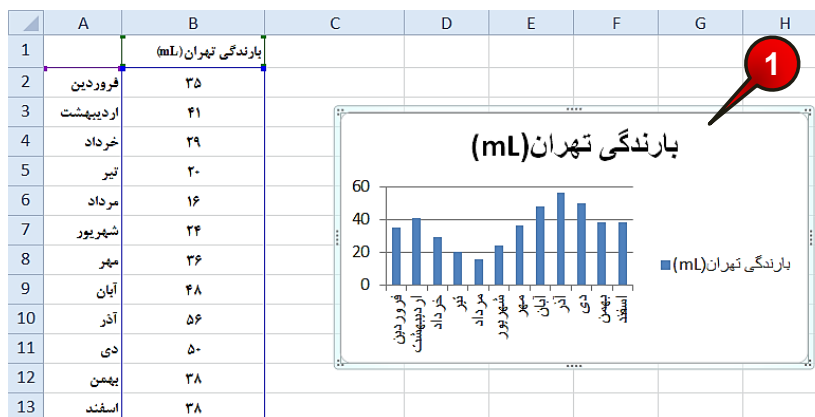 A B C D E F G H
1 بارندگی تهران(mL)
2 فروردین ۳۵
3 اردیبهشت ۴۱
4 خرداد ۲۹
5 تیر ۲۰
6 مرداد ۱۶
7 شهریور ۲۴
8 مهر ۳۶
9 آبان ۴۸
10 آذر ۵۶
11 دی ۵۰
12 بهمن ۳۸
13 اسفند ۳۸
1
بارندگی تهران(mL)
60
40
20
0
فروردین اردیبهشت خرداد تیر مرداد شهریور مهر آبان آذر دی بهمن اسفند
بارندگی تهران(mL)